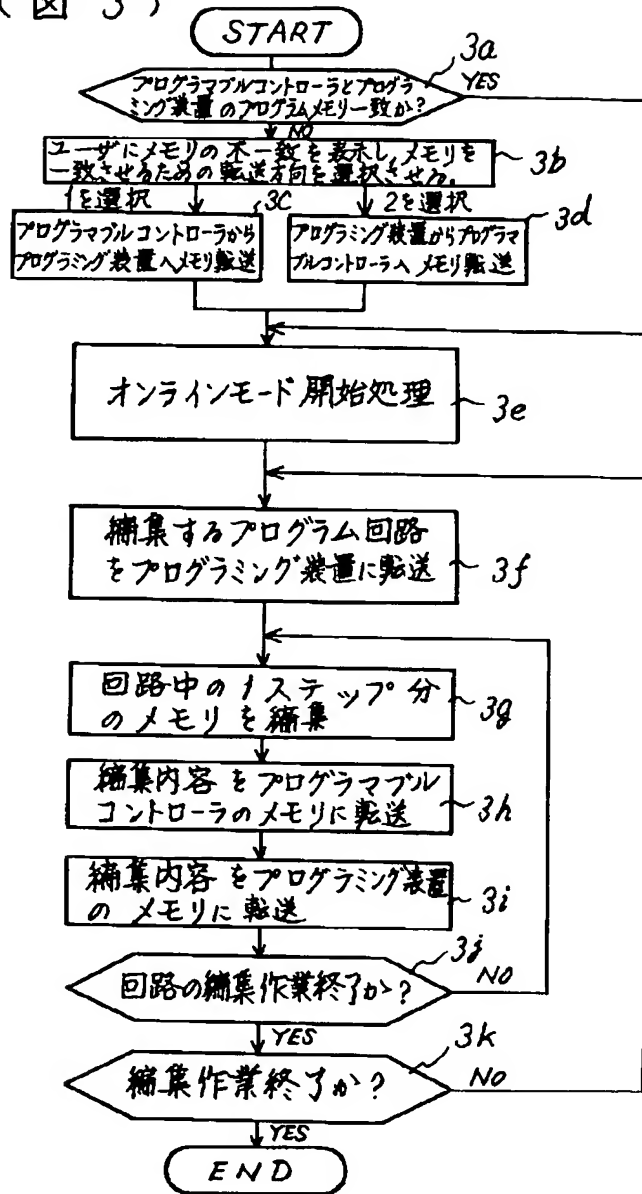 (図 3)
START
3a
プログラマブルコントローラとプログラ
ミング装置のプログラムメモリ一致か?
YES
NO
ユーザにメモリの不一致を表示し,メモリを
一致させるための転送方向を選択させる。
3b
1を選択
3c
2を選択
3d
プログラマブルコントローラから
プログラミング装置へメモリ転送
プログラミング装置からプログラマ
ブルコントローラへメモリ転送
オンラインモード開始処理
3e
編集するプログラム回路
をプログラミング装置に転送
3f
回路中の1ステップ分
のメモリを編集
3g
編集内容をプログラマブル
コントローラのメモリに転送
3h
編集内容をプログラミング装置
のメモリに転送
3i
3j
回路の編集作業終了か?
NO
YES
3k
編集作業終了か?
NO
YES
END